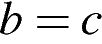 b = c